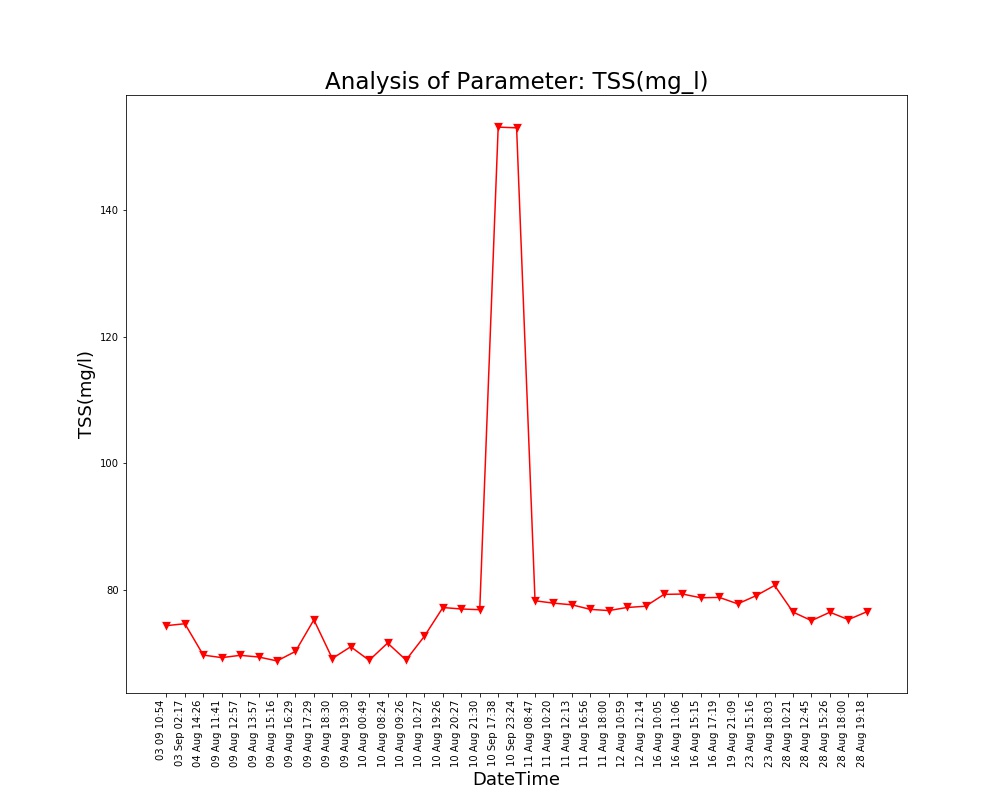 Analysis of Parameter: TSS(mg_l)
TSS(mg/l)
140
120
100
80
03 09 10:54
03 Sep 02:17
04 Aug 14:26
09 Aug 11:41
09 Aug 12:57
09 Aug 13:57
09 Aug 15:16
09 Aug 16:29
09 Aug 17:29
09 Aug 18:30
09 Aug 19:30
10 Aug 00:49
10 Aug 08:24
10 Aug 09:26
10 Aug 10:27
10 Aug 19:26
10 Aug 20:27
10 Aug 21:30
10 Sep 17:38
10 Sep 23:24
11 Aug 08:47
11 Aug 10:20
11 Aug 12:13
11 Aug 16:56
11 Aug 18:00
12 Aug 10:59
12 Aug 12:14
16 Aug 10:05
16 Aug 11:06
16 Aug 15:15
16 Aug 17:19
19 Aug 21:09
23 Aug 15:16
23 Aug 18:03
28 Aug 10:21
28 Aug 12:45
28 Aug 15:26
28 Aug 18:00
28 Aug 19:18
DateTime